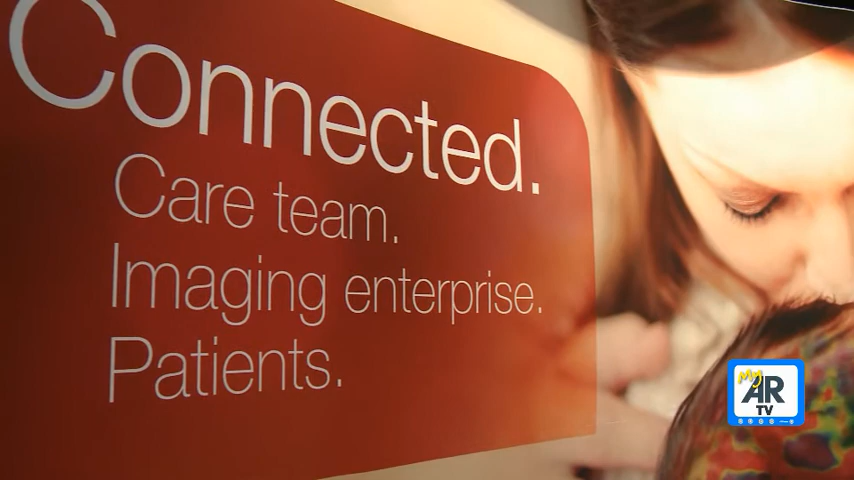 Connected.
Care team.
Imaging enterprise.
Patients.
My
AR
TV